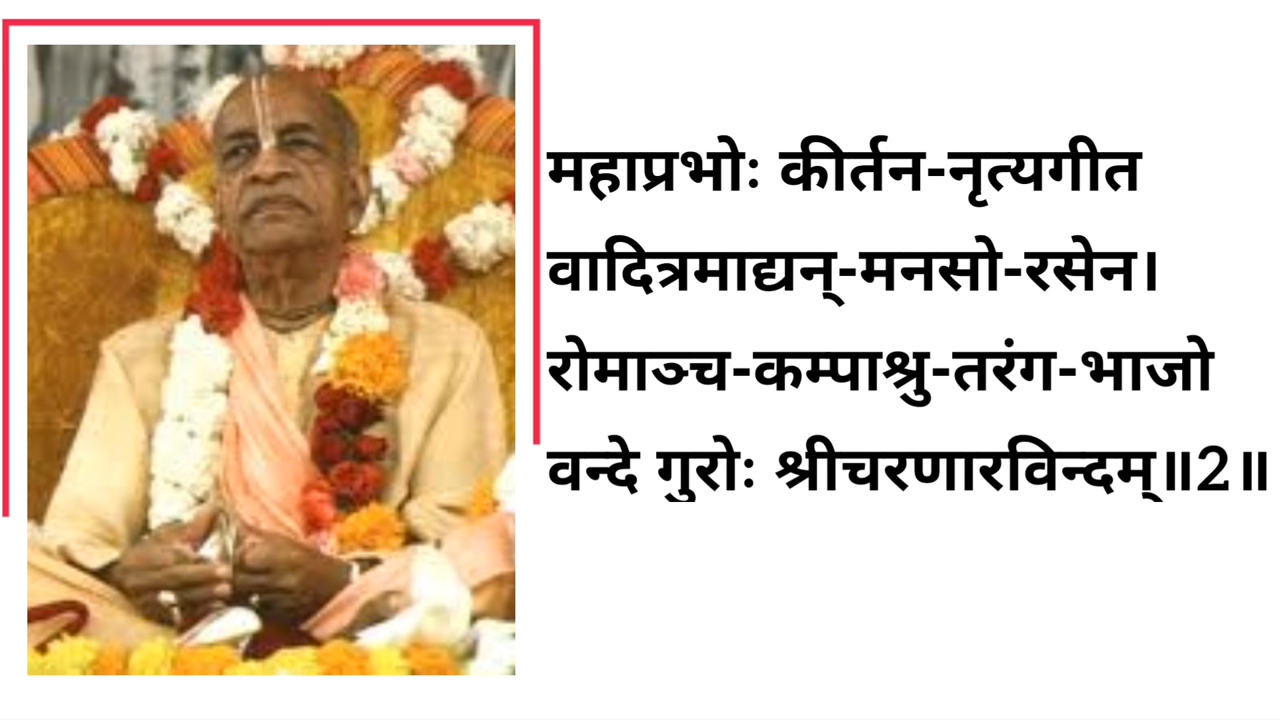 महाप्रभोः कीर्तन-नृत्यगीत
वादित्रमाद्यन्-मनसो-रसेन।
रोमाञ्च-कम्पाश्रु-तरंग-भाजो
वन्दे गुरोः श्रीचरणारविन्दम्॥2॥